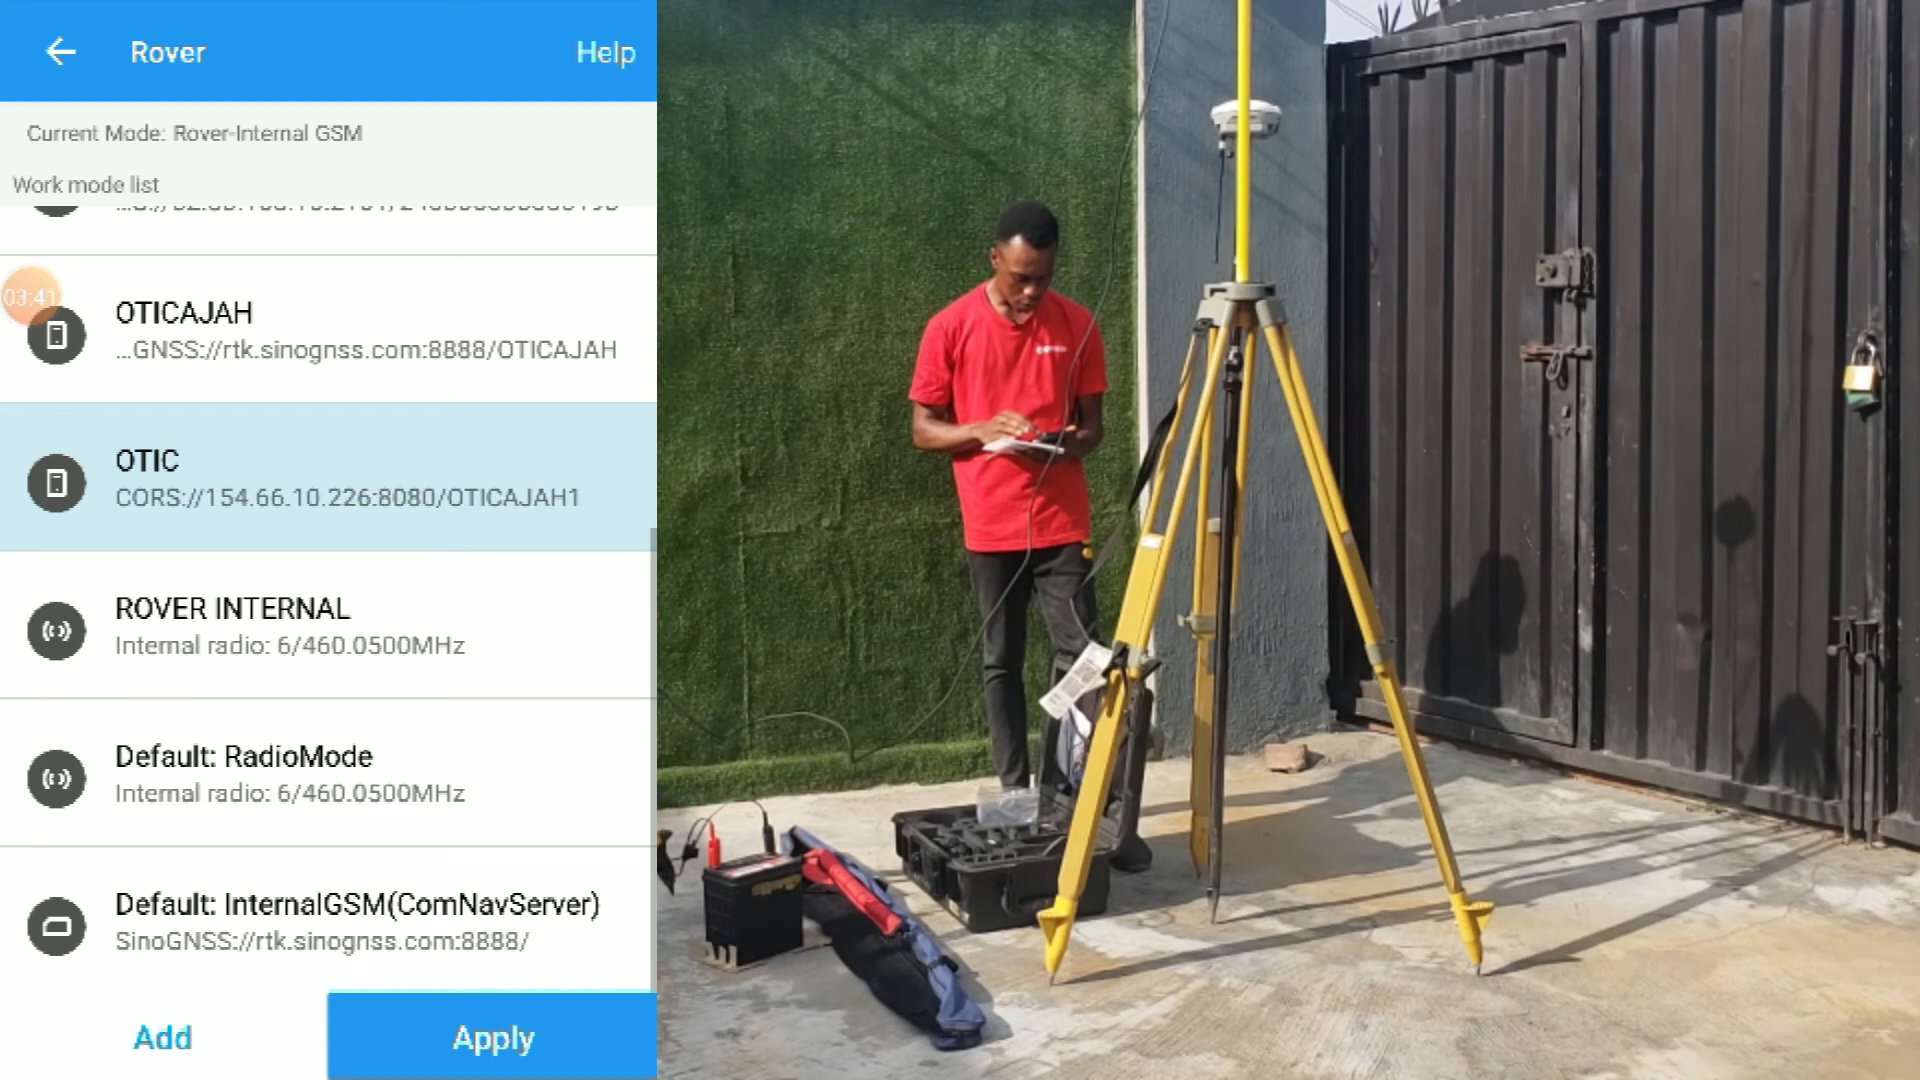 Rover
Help
Current Mode: Rover-Internal GSM
Work mode list
03:41
OTICAJAH
...GNSS://rtk.sinognss.com:8888/OTICAJAH
OTIC
CORS://154.66.10.226:8080/OTICAJAH1
ROVER INTERNAL
Internal radio: 6/460.0500MHz
Default: RadioMode
Internal radio: 6/460.0500MHz
Default: InternalGSM(ComNavServer)
SinoGNSS://rtk.sinognss.com:8888/
Add
Apply